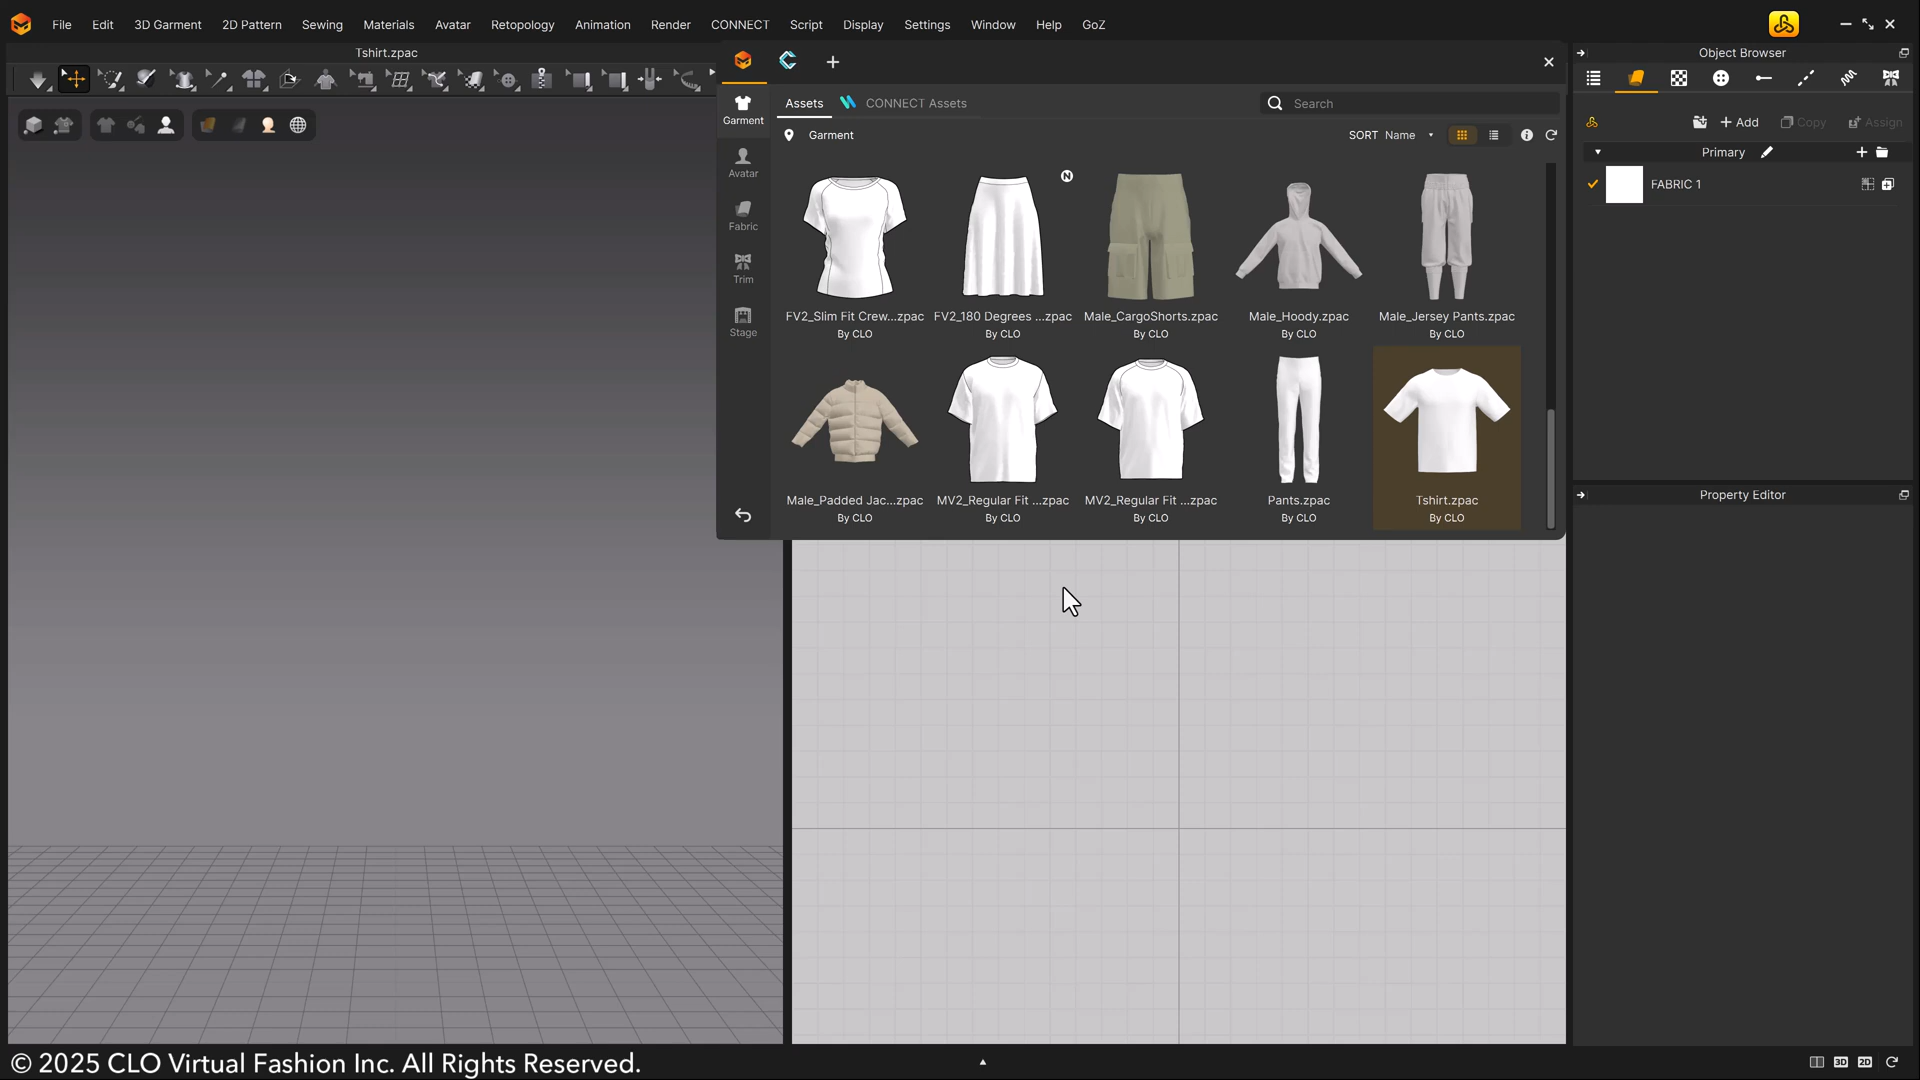 File Edit 3D Garment 2D Pattern Sewing Materials Avatar Retopology Animation Render CONNECT Script Display Settings Window Help GoZ
Tshirt.zpac
Object Browser
Assets CONNECT Assets Search
Garment
Garment SORT Name
Avatar
Fabric
Trim
Stage
+ Add Copy Assign
Primary
FABRIC 1
N
FV2_Slim Fit Crew...zpac FV2_180 Degrees ...zpac Male_CargoShorts.zpac Male_Hoody.zpac Male_Jersey Pants.zpac
By CLO By CLO By CLO By CLO By CLO
Male_Padded Jac...zpac MV2_Regular Fit ...zpac MV2_Regular Fit ...zpac Pants.zpac Tshirt.zpac
By CLO By CLO By CLO By CLO By CLO
Property Editor
© 2025 CLO Virtual Fashion Inc. All Rights Reserved.
3D 2D